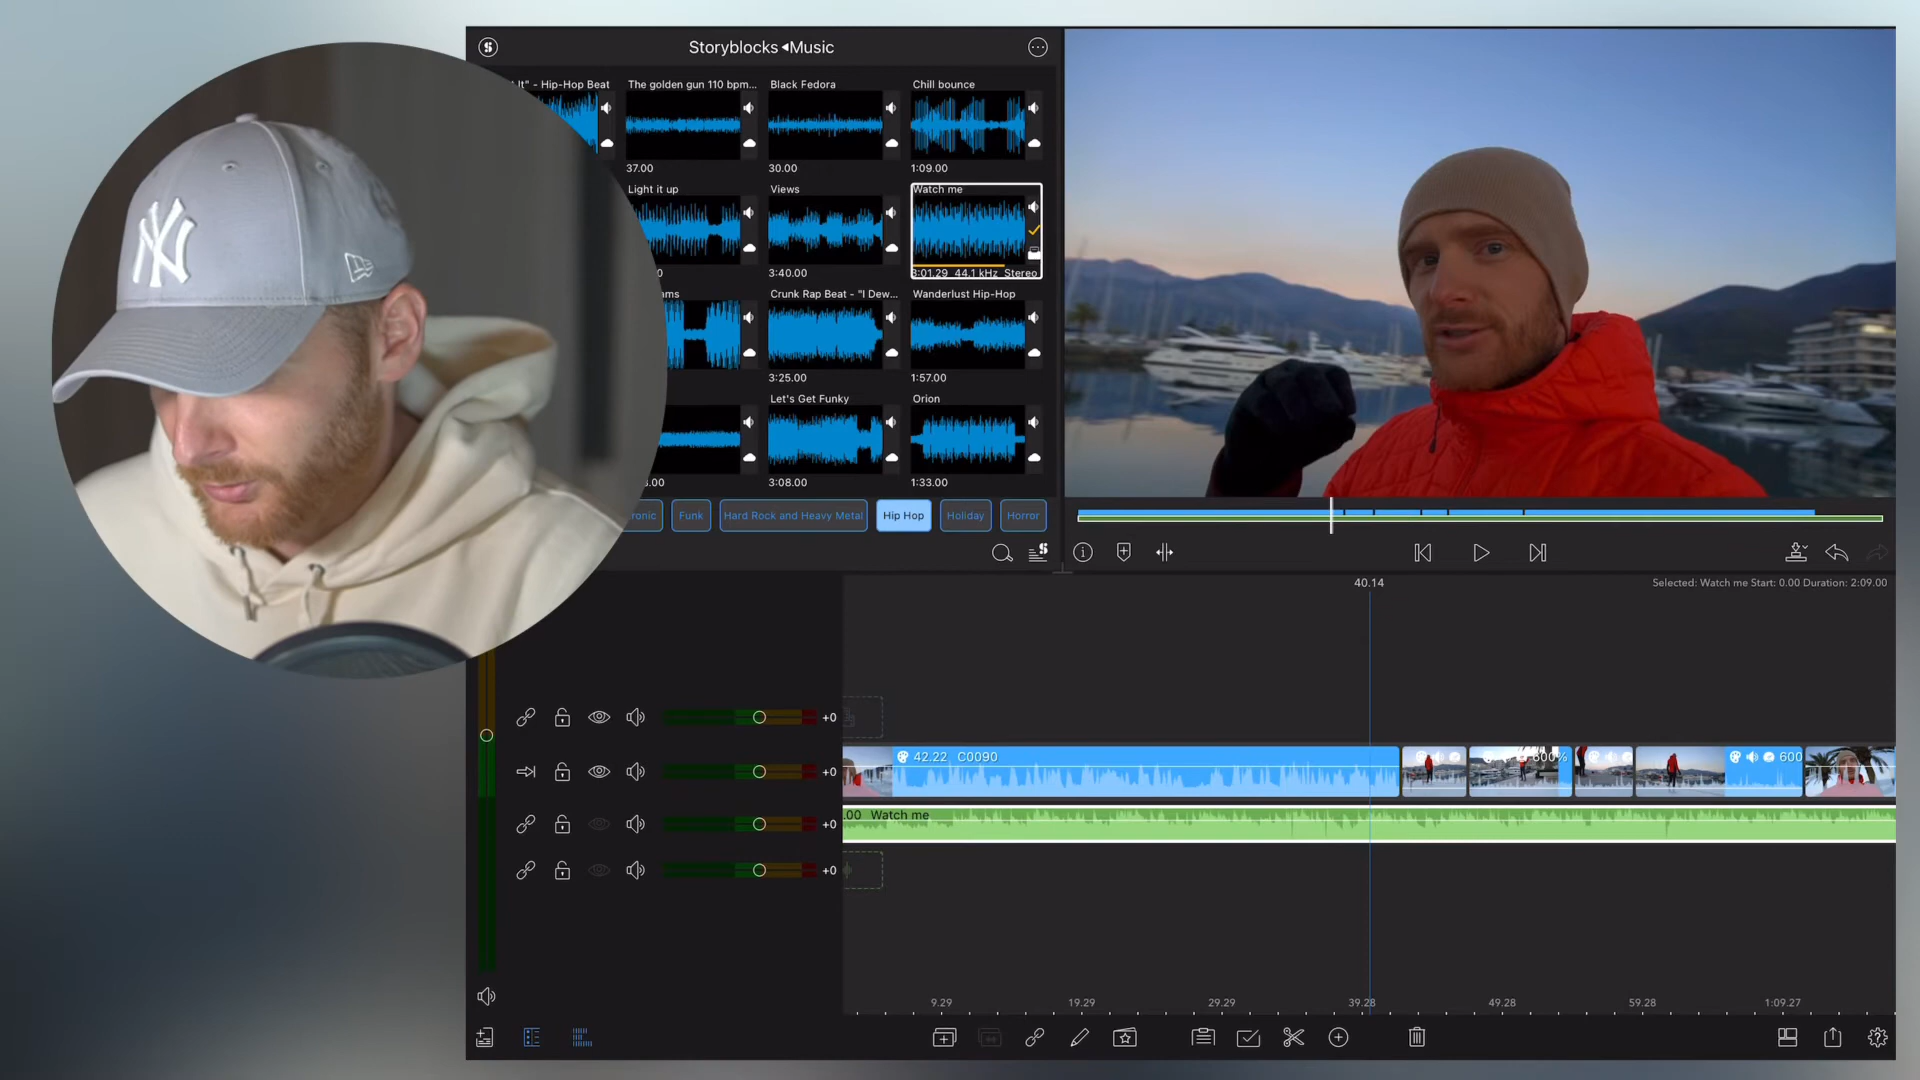 Storyblocks Music
It" - Hip-Hop Beat
The golden gun 110 bpm...
Black Fedora
Chill bounce
37.00
30.00
1:09.00
Light it up
Views
Watch me
3:40.00
3:01.29 44.1 kHz Stereo
Crunk Rap Beat - "I Dew...
Wanderlust Hip-Hop
3:25.00
1:57.00
Let's Get Funky
Orion
3:08.00
1:33.00
ronic
Funk
Hard Rock and Heavy Metal
Hip Hop
Holiday
Horror
40.14
Selected: Watch me Start: 0.00 Duration: 2:09.00
+0
42.22 C0090
600%
600
+0
.00 Watch me
+0
+0
9.29
19.29
29.29
39.28
49.28
59.28
1:09.27
NY